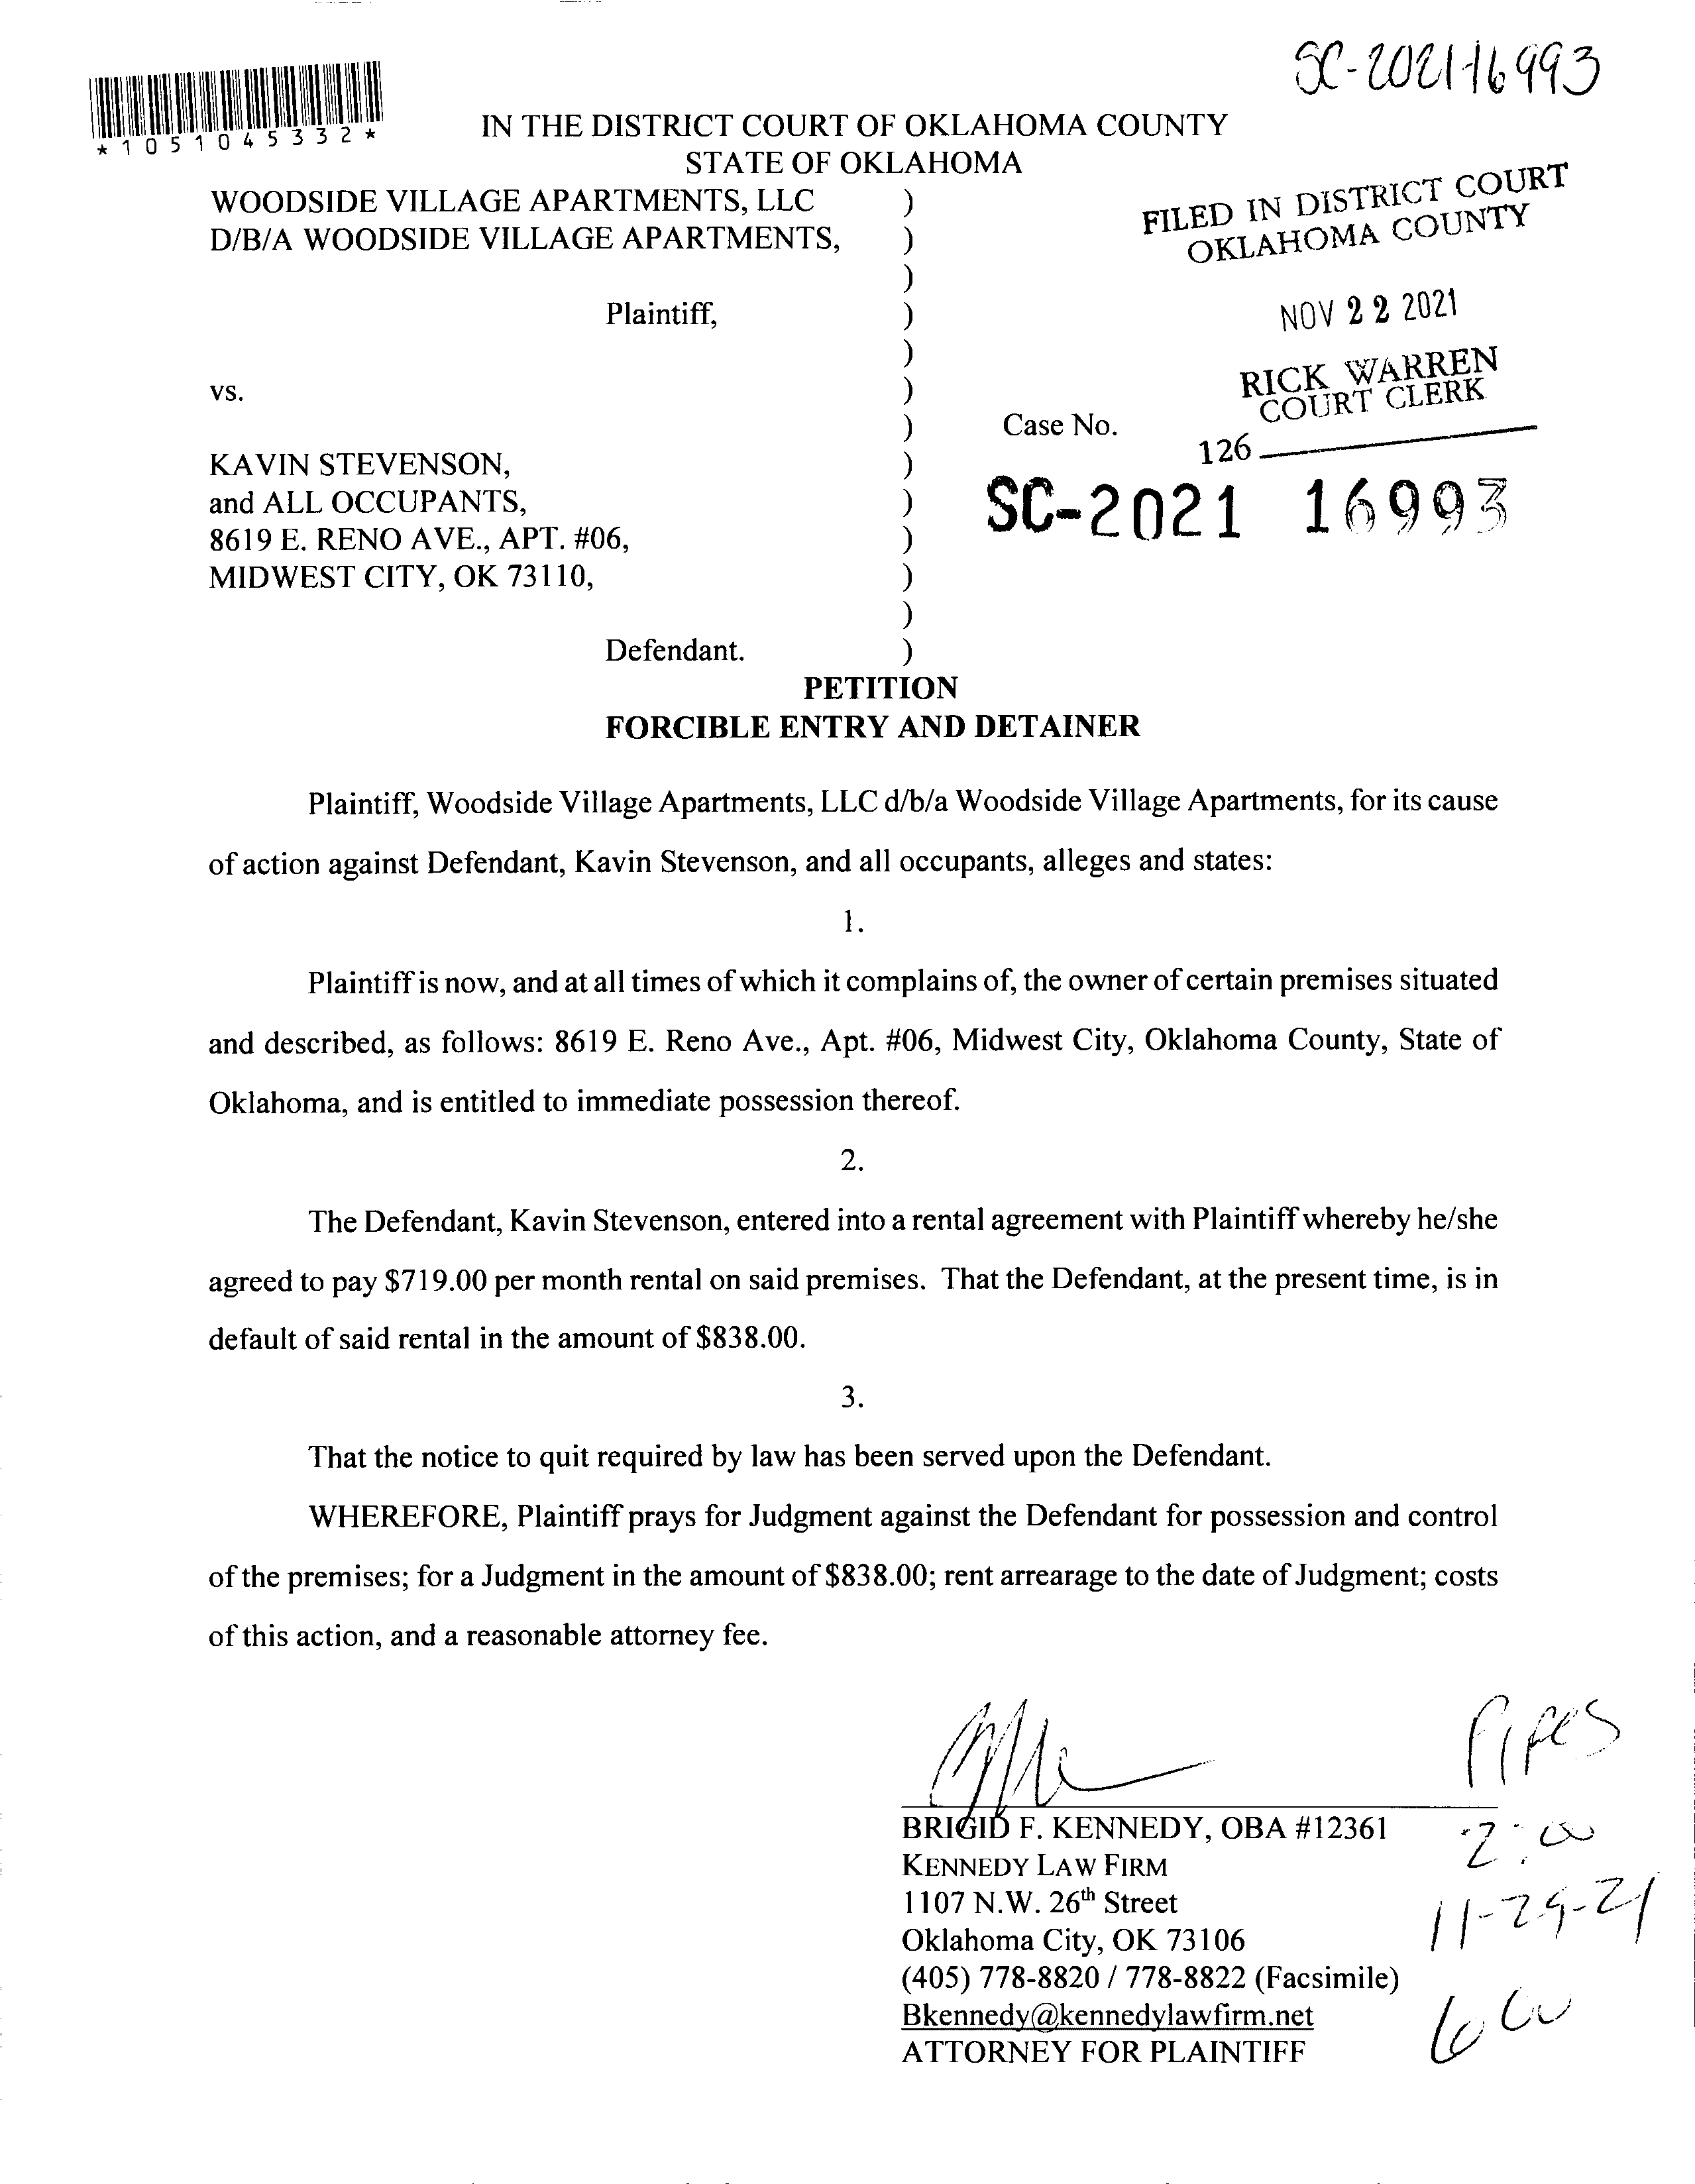 SC-2021-16993
*1051045332*
IN THE DISTRICT COURT OF OKLAHOMA COUNTY
STATE OF OKLAHOMA
WOODSIDE VILLAGE APARTMENTS, LLC )
D/B/A WOODSIDE VILLAGE APARTMENTS, )
)
Plaintiff, )
)
vs. )
)
KAVIN STEVENSON, )
and ALL OCCUPANTS, )
8619 E. RENO AVE., APT. #06, )
MIDWEST CITY, OK 73110, )
)
Defendant. )
FILED IN DISTRICT COURT
OKLAHOMA COUNTY
NOV 22 2021
RICK WARREN
COURT CLERK
126
Case No.
SC-2021 16993
PETITION
FORCIBLE ENTRY AND DETAINER
Plaintiff, Woodside Village Apartments, LLC d/b/a Woodside Village Apartments, for its cause
of action against Defendant, Kavin Stevenson, and all occupants, alleges and states:
1.
Plaintiff is now, and at all times of which it complains of, the owner of certain premises situated
and described, as follows: 8619 E. Reno Ave., Apt. #06, Midwest City, Oklahoma County, State of
Oklahoma, and is entitled to immediate possession thereof.
2.
The Defendant, Kavin Stevenson, entered into a rental agreement with Plaintiff whereby he/she
agreed to pay $719.00 per month rental on said premises. That the Defendant, at the present time, is in
default of said rental in the amount of $838.00.
3.
That the notice to quit required by law has been served upon the Defendant.
WHEREFORE, Plaintiff prays for Judgment against the Defendant for possession and control
of the premises; for a Judgment in the amount of $838.00; rent arrearage to the date of Judgment; costs
of this action, and a reasonable attorney fee.
BRIGID F. KENNEDY, OBA #12361
KENNEDY LAW FIRM
1107 N.W. 26th Street
Oklahoma City, OK 73106
(405) 778-8820 / 778-8822 (Facsimile)
Bkennedy@kennedylawfirm.net
ATTORNEY FOR PLAINTIFF
Pipes
2:00
11-29-21